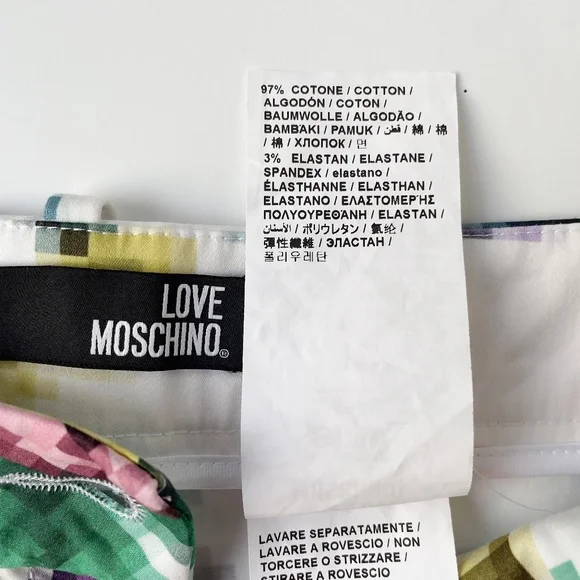 97% COTONE / COTTON /
ALGODÓN / COTON /
BAUMWOLLE / ALGODÃO /
BAMBAKI / PAMUK / قطن / 綿 / 棉
/ 棉 / ХЛОПОК / 면
3% ELASTAN / ELASTANE /
SPANDEX / elastano /
ÉLASTHANNE / ELASTHAN /
ELASTANO / ΕΛΑΣΤΟΜΕΡΉΣ
ΠΟΛΥΟΥΡΕΘΆΝΗ / ELASTAN /
الأستان / ポリウレタン / 氨纶 /
彈性纖維 / ЭЛАСТАН /
폴리우레탄
LOVE
MOSCHINO®
LAVARE SEPARATAMENTE /
LAVARE A ROVESCIO / NON
TORCERE O STRIZZARE /
STIRARE A ROVESCIO /